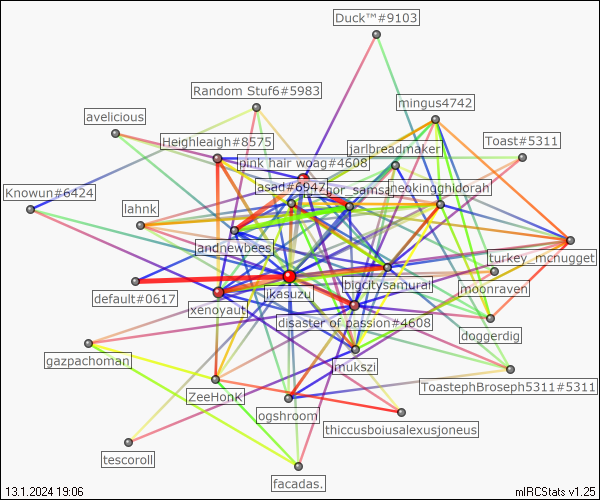 Duck™#9103
Random Stuf6#5983
mingus4742
avelicious
Heighleaigh#8575
jarlbreadmaker
Toast#5311
pink hair woag#4608
Knowun#6424
asad#6947
gor_samsa
neokingghidorah
lahnk
andrewbees
turkey_mcnugget
ikasuzu
bigcitysamurai
moonraven
default#0617
xenoyaut
disaster of passion#4608
doggerdig
gazpachoman
mukszi
ToastephBroseph5311#5311
ZeeHonK
ogshroom
thiccusboiusalexusjoneus
tescoroll
facadas.
13.1.2024 19:06
mIRCStats v1.25